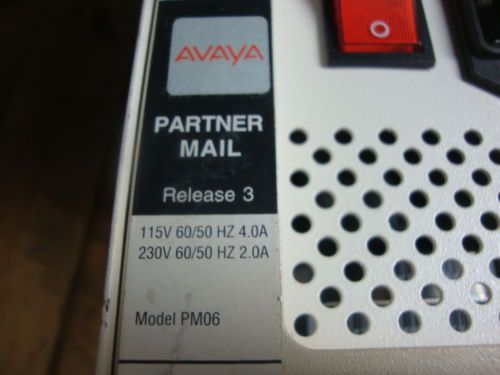 AVAYA
PARTNER
MAIL
Release 3
115V 60/50 HZ 4.0A
230V 60/50 HZ 2.0A
Model PM06